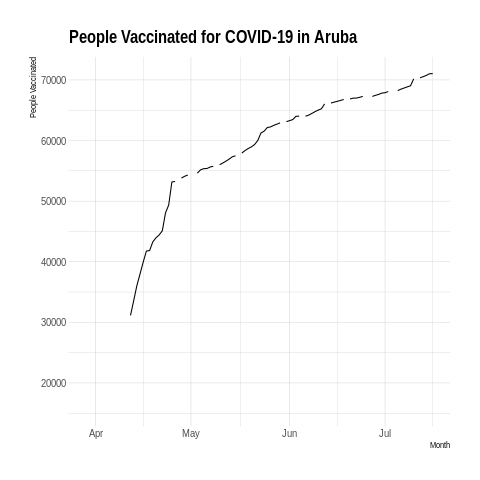 People Vaccinated for COVID-19 in Aruba
People Vaccinated
70000
60000
50000
40000
30000
20000
Apr May Jun Jul
Month